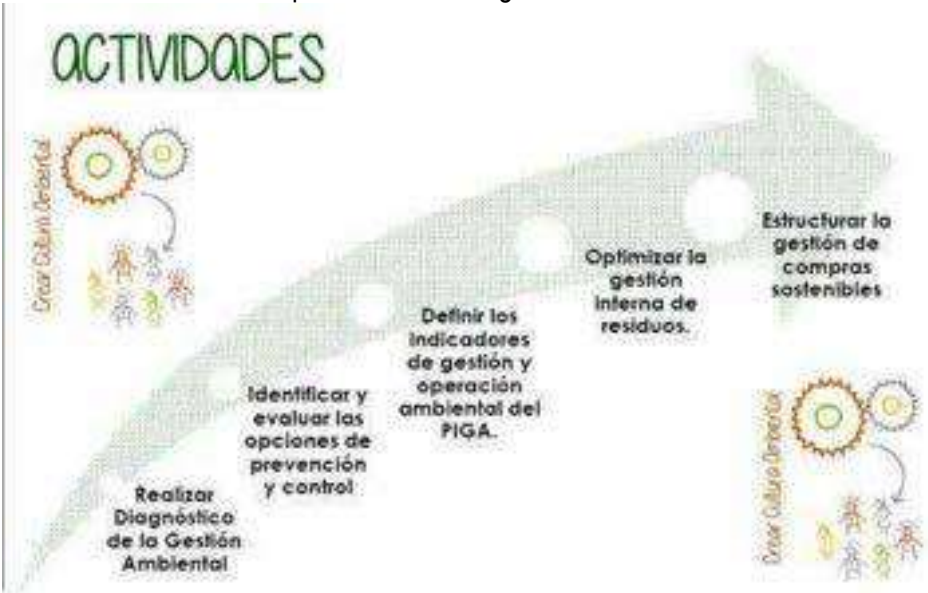 ACTIVIDADES
Crear Cultura Ambiental
Realizar
Diagnóstico
de la Gestión
Ambiental
Identificar y
evaluar las
opciones de
prevención
y control
Definir los
indicadores
de gestión y
operación
ambiental del
PIGA.
Optimizar la
gestión
interna de
residuos.
Estructurar la
gestión de
compras
sostenibles
Crear Cultura Ambiental